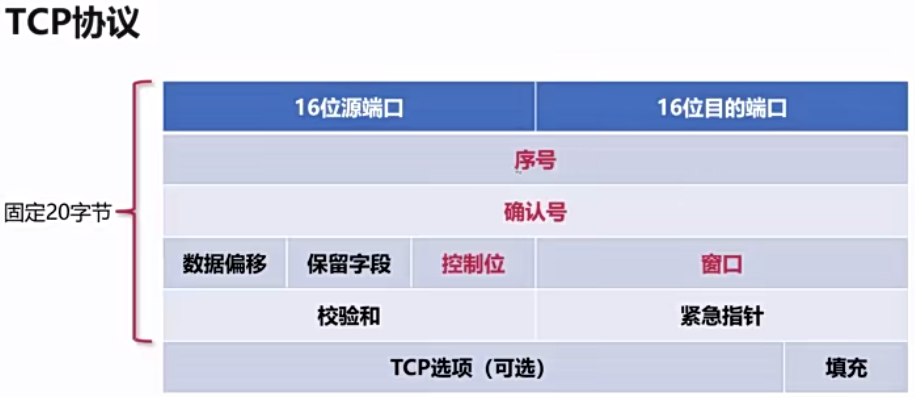 TCP协议
16位源端口 16位目的端口
序号
固定20字节
确认号
数据偏移 保留字段 控制位 窗口
校验和 紧急指针
TCP选项（可选） 填充